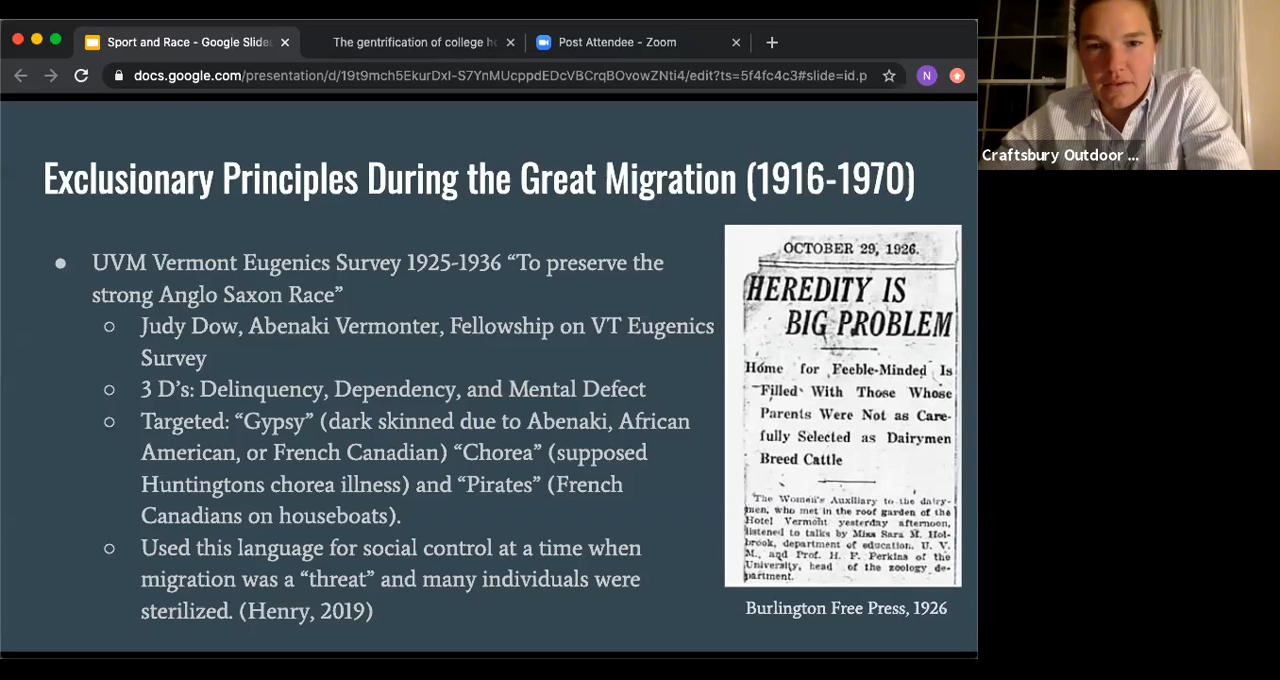 Sport and Race - Google Slides
The gentrification of college h
Post Attendee - Zoom
docs.google.com/presentation/d/19t9mch5EkurDxI-S7YnMUcppdEDcVBCrqBOvowZNti4/edit?ts=5f4fc4c3#slide=id.p
N
Craftsbury Outdoor ...
Exclusionary Principles During the Great Migration (1916-1970)
UVM Vermont Eugenics Survey 1925-1936 “To preserve the
strong Anglo Saxon Race”
Judy Dow, Abenaki Vermonter, Fellowship on VT Eugenics
Survey
3 D’s: Delinquency, Dependency, and Mental Defect
Targeted: “Gypsy” (dark skinned due to Abenaki, African
American, or French Canadian) “Chorea” (supposed
Huntingtons chorea illness) and “Pirates” (French
Canadians on houseboats).
Used this language for social control at a time when
migration was a “threat” and many individuals were
sterilized. (Henry, 2019)
OCTOBER 29, 1926.
HEREDITY IS
BIG PROBLEM
Home for Feeble-Minded Is
Filled With Those Whose
Parents Were Not as Care-
fully Selected as Dairymen
Breed Cattle
The Women's Auxiliary to the dairy-
men, who met in the roof garden of the
Hotel Vermont yesterday afternoon,
listened to talks by Miss Sara M. Hol-
brook, department of education, U. V.
M., and Prof. H. F. Perkins of the
University, head of the zoology de-
partment.
Burlington Free Press, 1926